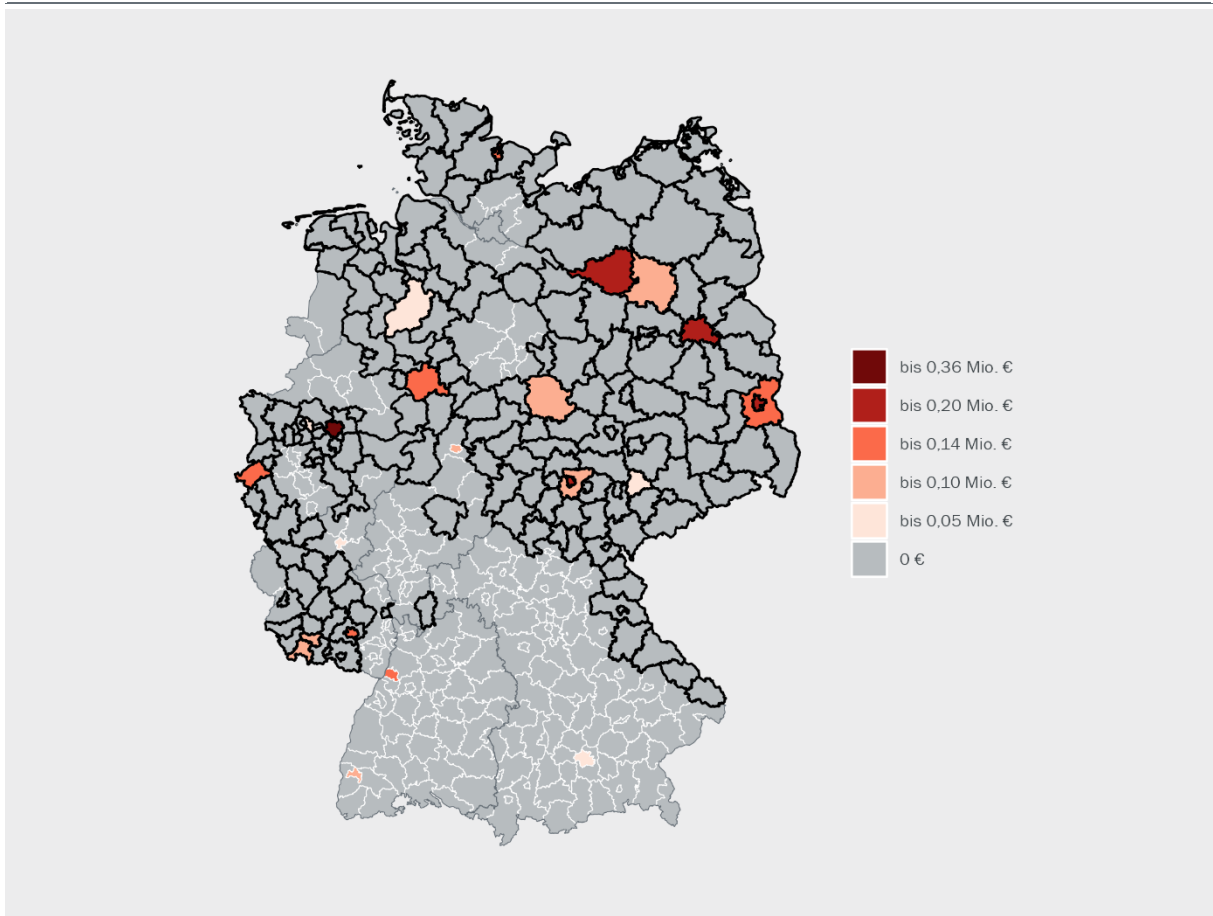 bis 0,36 Mio. €
bis 0,20 Mio. €
bis 0,14 Mio. €
bis 0,10 Mio. €
bis 0,05 Mio. €
0 €